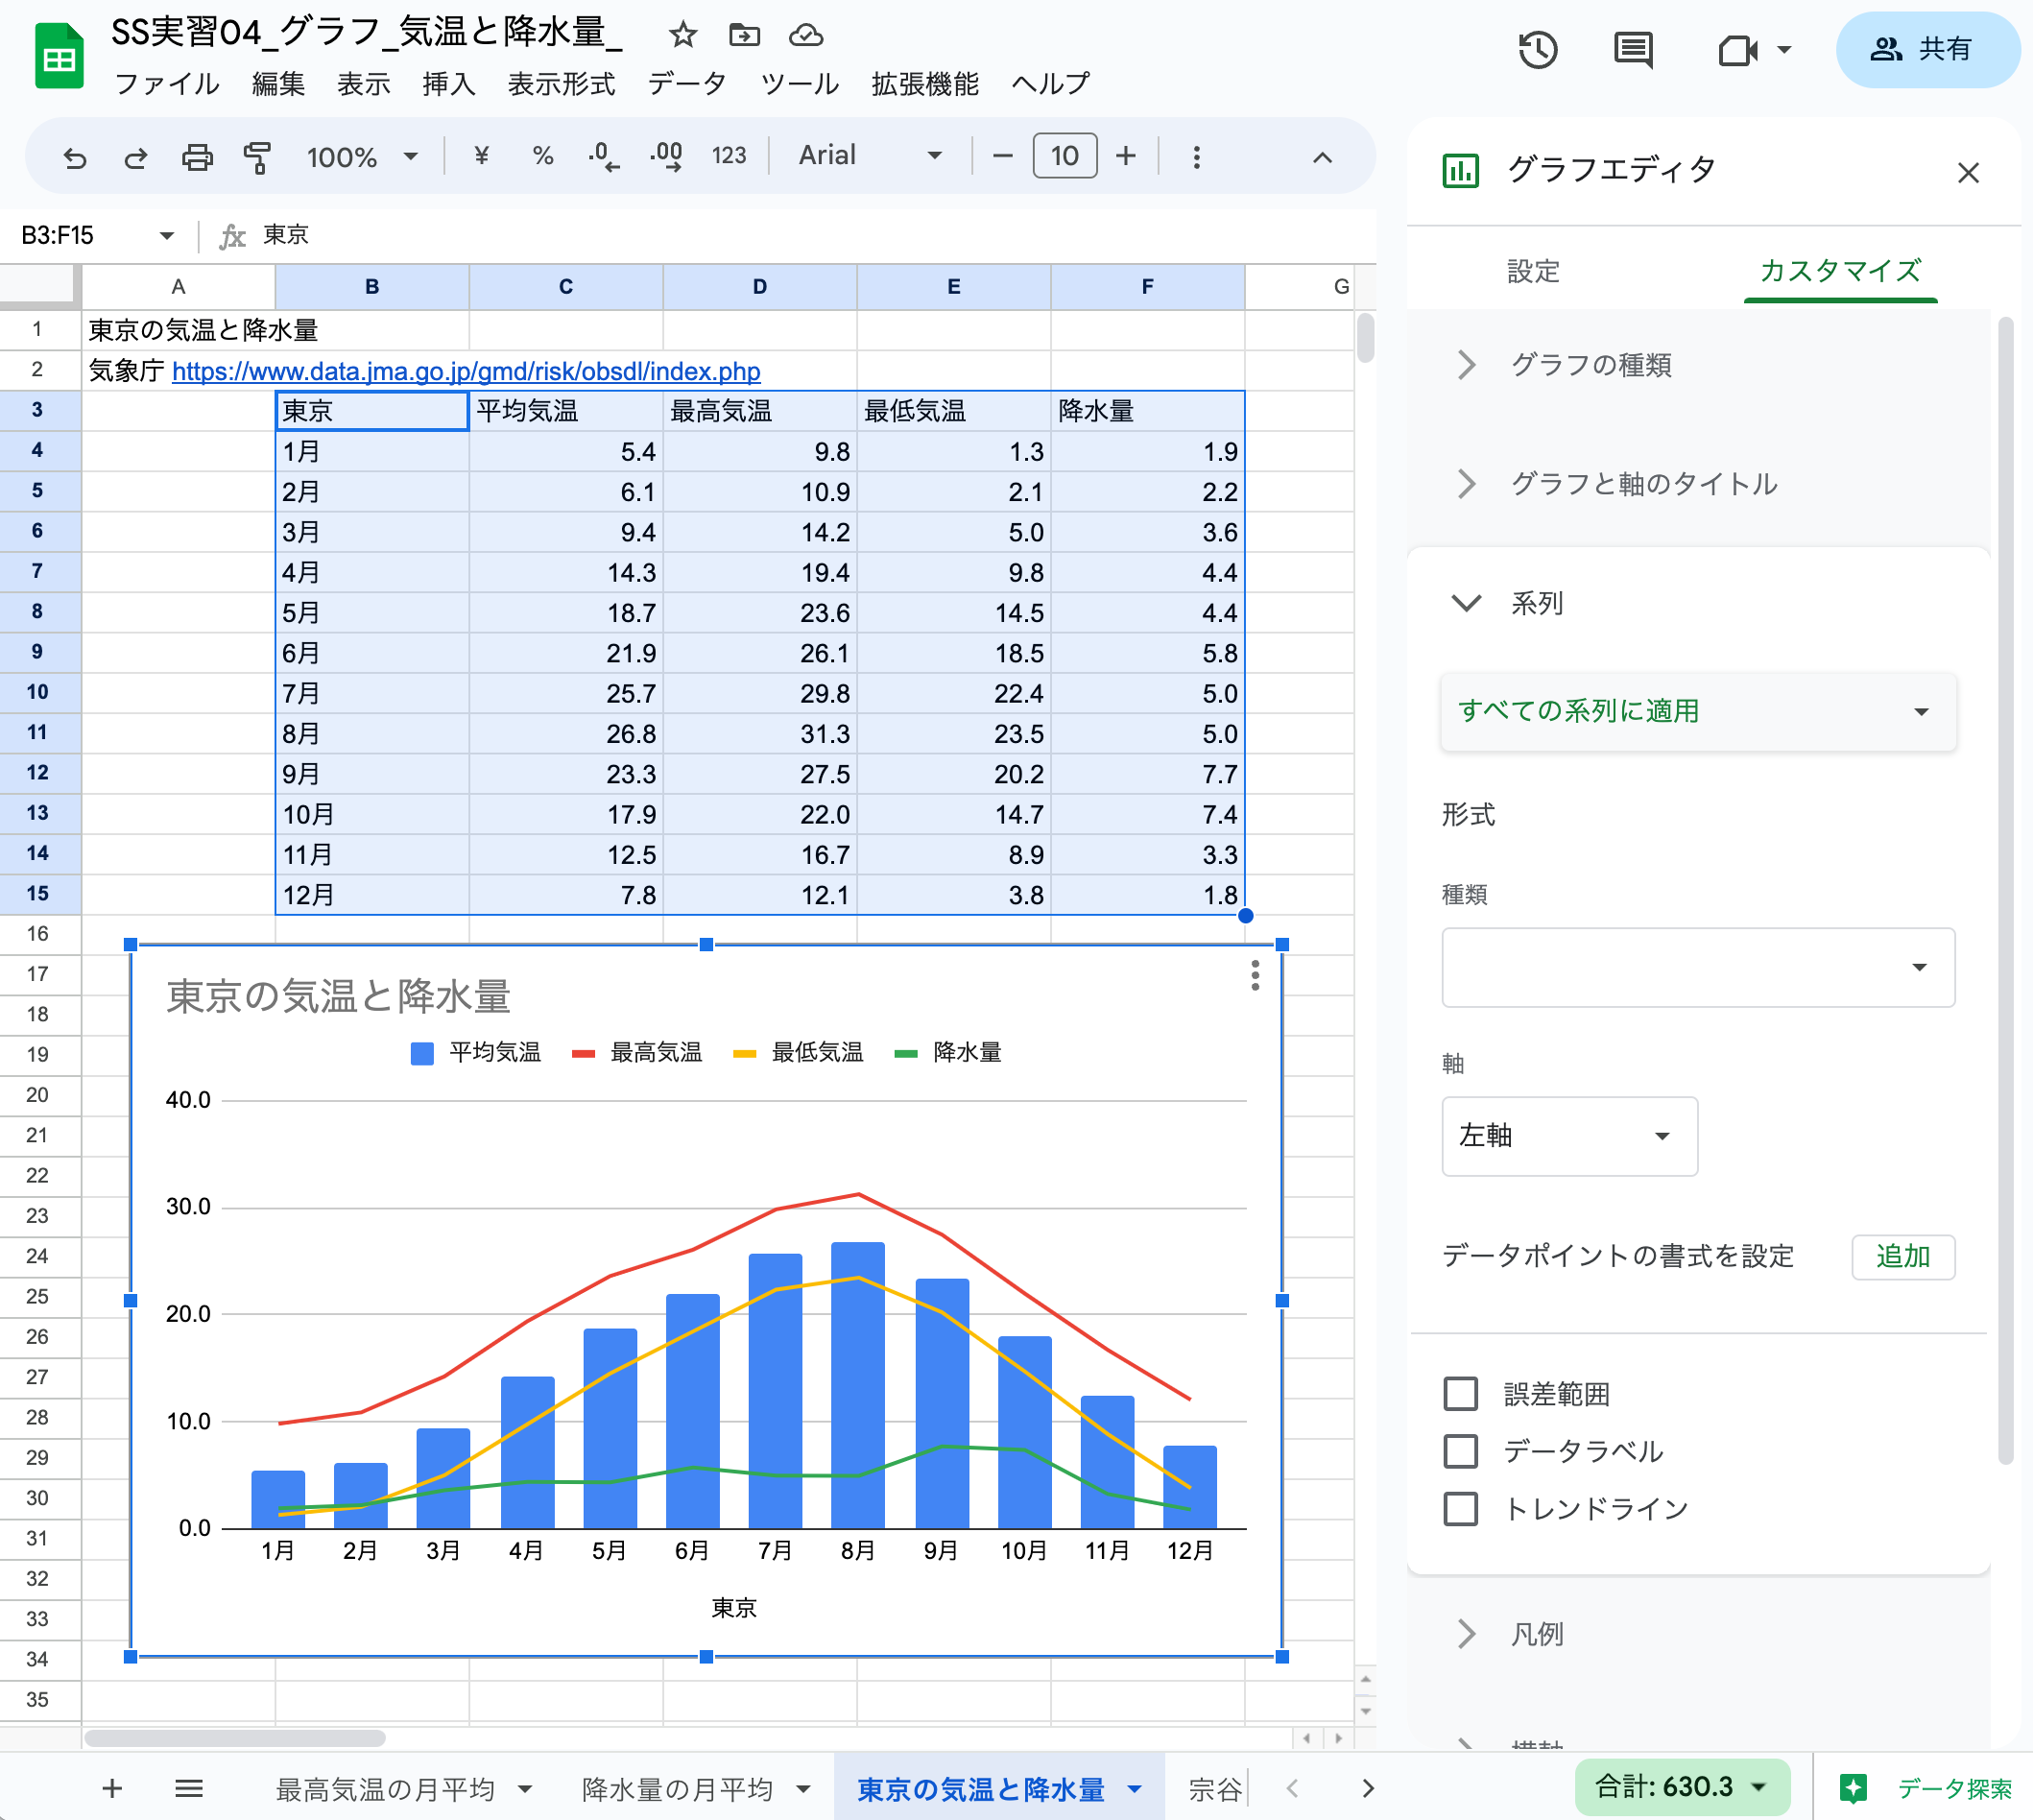 SS実習04_グラフ_気温と降水量_
ファイル 編集 表示 挿入 表示形式 データ ツール 拡張機能 ヘルプ
共有
100% ¥ % .0 .00 123 Arial 10
B3:F15 fx 東京
A B C D E F G
1 東京の気温と降水量
2 気象庁 https://www.data.jma.go.jp/gmd/risk/obsdl/index.php
3 東京 平均気温 最高気温 最低気温 降水量
4 1月 5.4 9.8 1.3 1.9
5 2月 6.1 10.9 2.1 2.2
6 3月 9.4 14.2 5.0 3.6
7 4月 14.3 19.4 9.8 4.4
8 5月 18.7 23.6 14.5 4.4
9 6月 21.9 26.1 18.5 5.8
10 7月 25.7 29.8 22.4 5.0
11 8月 26.8 31.3 23.5 5.0
12 9月 23.3 27.5 20.2 7.7
13 10月 17.9 22.0 14.7 7.4
14 11月 12.5 16.7 8.9 3.3
15 12月 7.8 12.1 3.8 1.8
16
17
18
19
20
21
22
23
24
25
26
27
28
29
30
31
32
33
34
35
東京の気温と降水量
平均気温 最高気温 最低気温 降水量
40.0
30.0
20.0
10.0
0.0
1月 2月 3月 4月 5月 6月 7月 8月 9月 10月 11月 12月
東京
グラフエディタ
設定 カスタマイズ
グラフの種類
グラフと軸のタイトル
系列
すべての系列に適用
形式
種類
軸
左軸
データポイントの書式を設定 追加
誤差範囲
データラベル
トレンドライン
凡例
横軸
最高気温の月平均 降水量の月平均 東京の気温と降水量 宗谷
合計: 630.3
データ探索